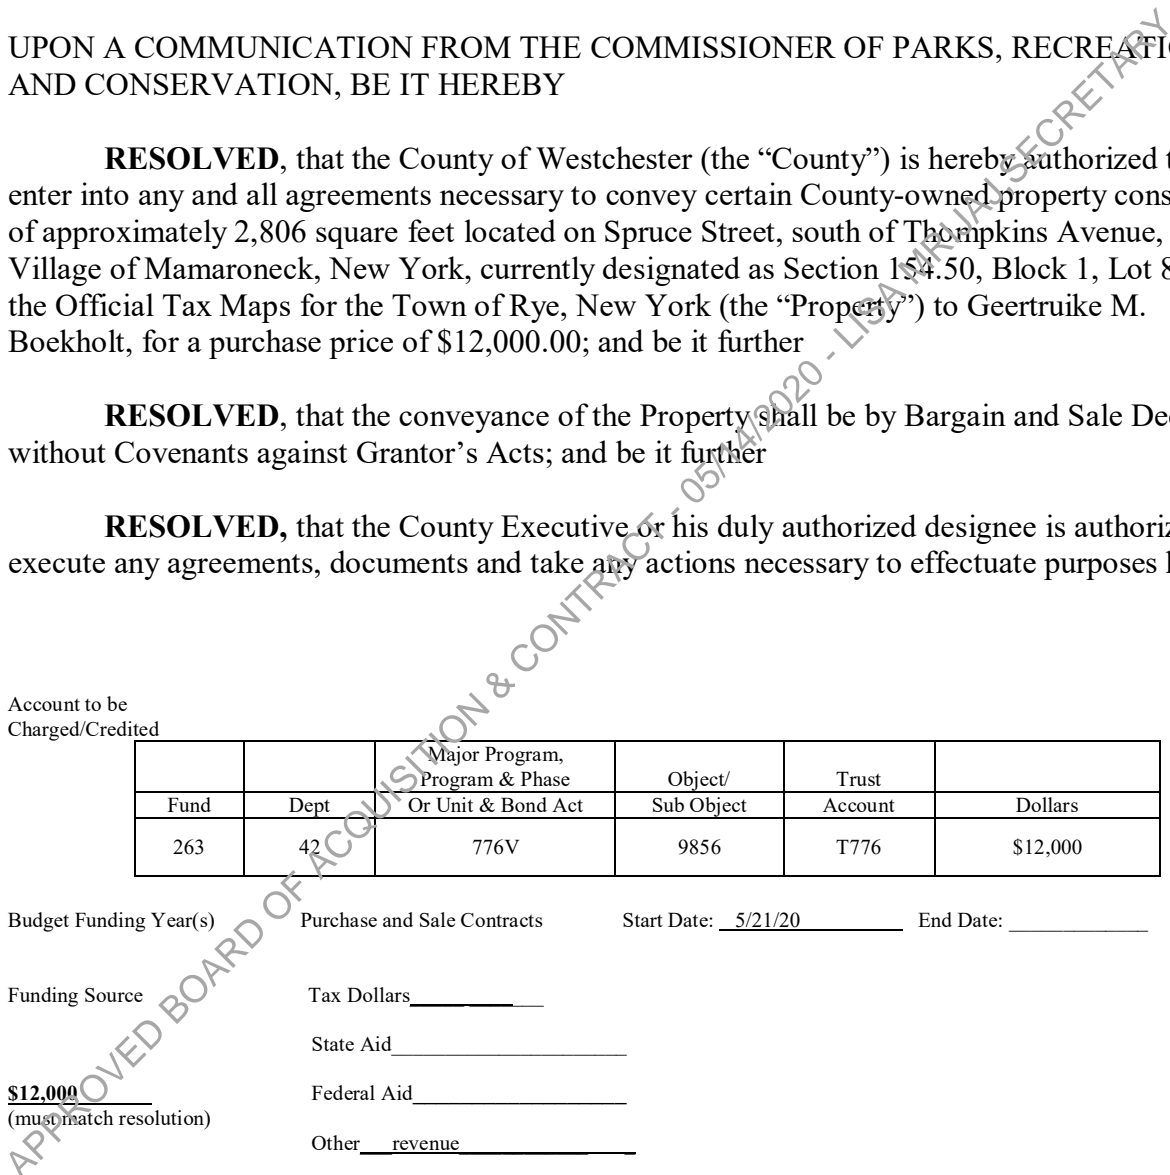 UPON A COMMUNICATION FROM THE COMMISSIONER OF PARKS, RECREATIO
AND CONSERVATION, BE IT HEREBY
RESOLVED, that the County of Westchester (the “County”) is hereby authorized t
enter into any and all agreements necessary to convey certain County-owned property cons
of approximately 2,806 square feet located on Spruce Street, south of Thompkins Avenue,
Village of Mamaroneck, New York, currently designated as Section 154.50, Block 1, Lot 8
the Official Tax Maps for the Town of Rye, New York (the “Property”) to Geertruike M.
Boekholt, for a purchase price of $12,000.00; and be it further
RESOLVED, that the conveyance of the Property shall be by Bargain and Sale Dee
without Covenants against Grantor’s Acts; and be it further
RESOLVED, that the County Executive or his duly authorized designee is authoriz
execute any agreements, documents and take any actions necessary to effectuate purposes h
Account to be
Charged/Credited
Major Program,
Program & Phase Object/ Trust
Fund Dept Or Unit & Bond Act Sub Object Account Dollars
263 42 776V 9856 T776 $12,000
Budget Funding Year(s) Purchase and Sale Contracts Start Date: 5/21/20 End Date: ____________
Funding Source Tax Dollars____________
State Aid____________________
Federal Aid____________________
$12,000
(must match resolution)
Other___revenue____________ _
APPROVED BOARD OF ACQUISITION & CONTRACT - 05/14/2020 - LISA MRIJAJ,SECRETARY